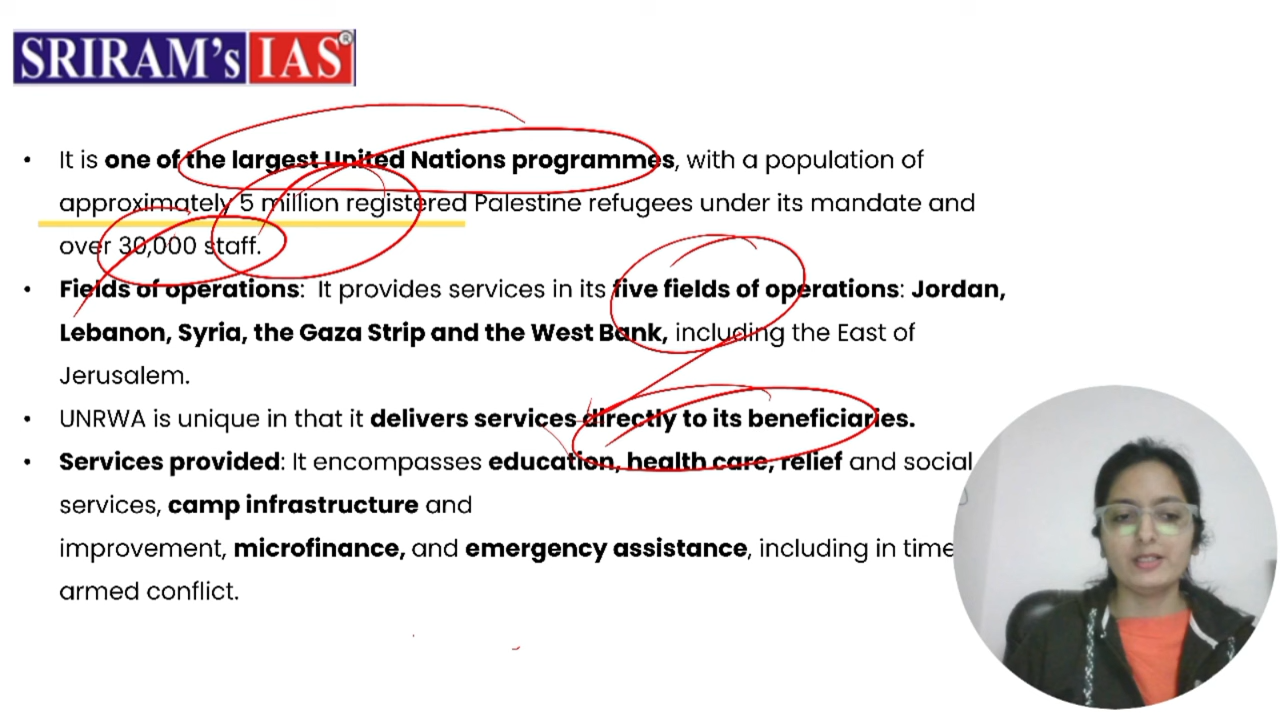 SRIRAM's IAS ®
• It is one of the largest United Nations programmes, with a population of
approximately 5 million registered Palestine refugees under its mandate and
over 30,000 staff.
• Fields of operations: It provides services in its five fields of operations: Jordan,
Lebanon, Syria, the Gaza Strip and the West Bank, including the East of
Jerusalem.
• UNRWA is unique in that it delivers services directly to its beneficiaries.
• Services provided: It encompasses education, health care, relief and social
services, camp infrastructure and
improvement, microfinance, and emergency assistance, including in time
armed conflict.